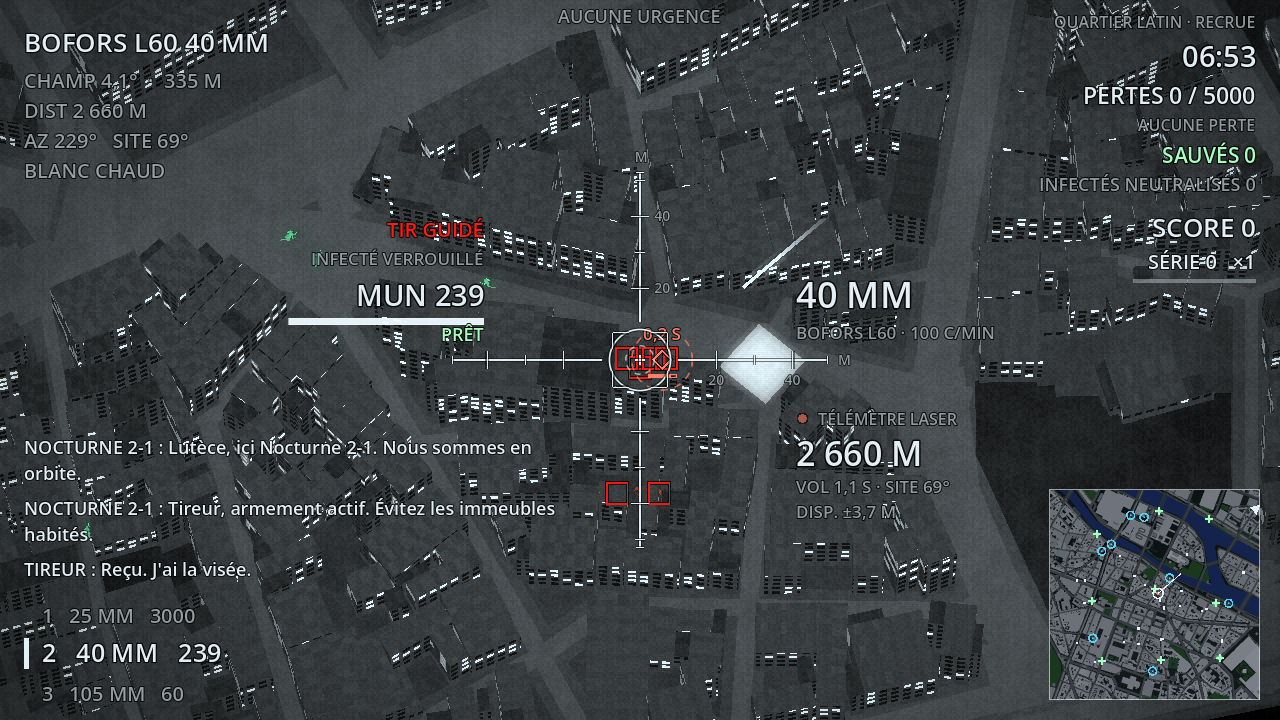 AUCUNE URGENCE
BOFORS L60 40 MM
CHAMP 4,1° · 335 M
DIST 2 660 M
AZ 229° SITE 69°
BLANC CHAUD
QUARTIER LATIN · RECRUE
06:53
PERTES 0 / 5000
AUCUNE PERTE
SAUVÉS 0
INFECTÉS NEUTRALISÉS 0
SCORE 0
SÉRIE 0 ×1
M
40
20
TIR GUIDÉ
INFECTÉ VERROUILLÉ
MUN 239
PRÊT
0,2 S
40 MM
BOFORS L60 · 100 C/MIN
M
20
40
TÉLÉMÈTRE LASER
2 660 M
VOL 1,1 S · SITE 69°
DISP. ±3,7 M
NOCTURNE 2-1 : Lutèce, ici Nocturne 2-1. Nous sommes en
orbite.
NOCTURNE 2-1 : Tireur, armement actif. Évitez les immeubles
habités.
TIREUR : Reçu. J'ai la visée.
1 25 MM 3000
2 40 MM 239
3 105 MM 60